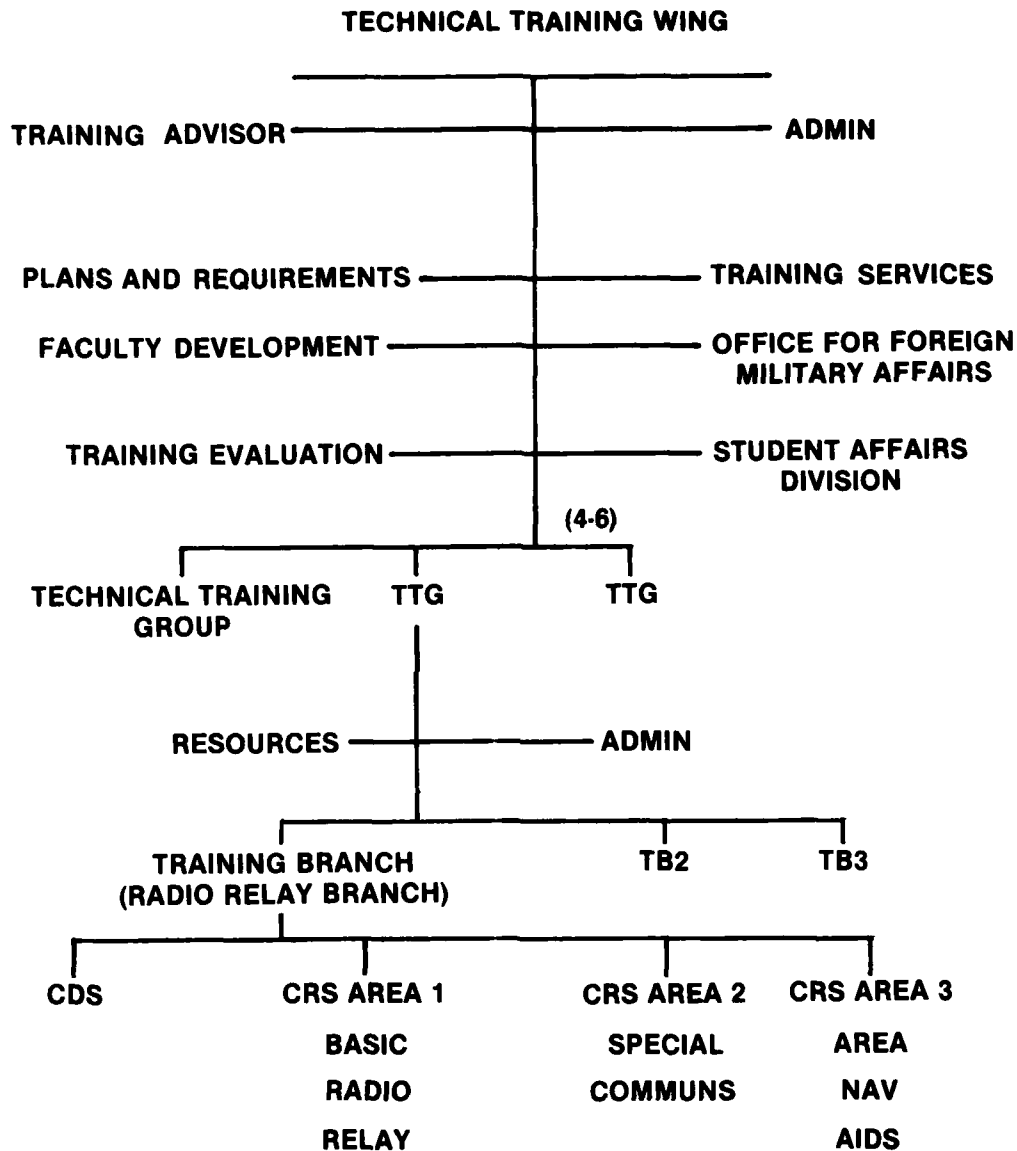 TECHNICAL TRAINING WING
TRAINING ADVISOR
ADMIN
PLANS AND REQUIREMENTS
TRAINING SERVICES
FACULTY DEVELOPMENT
OFFICE FOR FOREIGN
MILITARY AFFAIRS
TRAINING EVALUATION
STUDENT AFFAIRS
DIVISION
(4-6)
TECHNICAL TRAINING
GROUP
TTG
TTG
RESOURCES
ADMIN
TRAINING BRANCH
(RADIO RELAY BRANCH)
TB2
TB3
CDS
CRS AREA 1
BASIC
RADIO
RELAY
CRS AREA 2
SPECIAL
COMMUNS
CRS AREA 3
AREA
NAV
AIDS